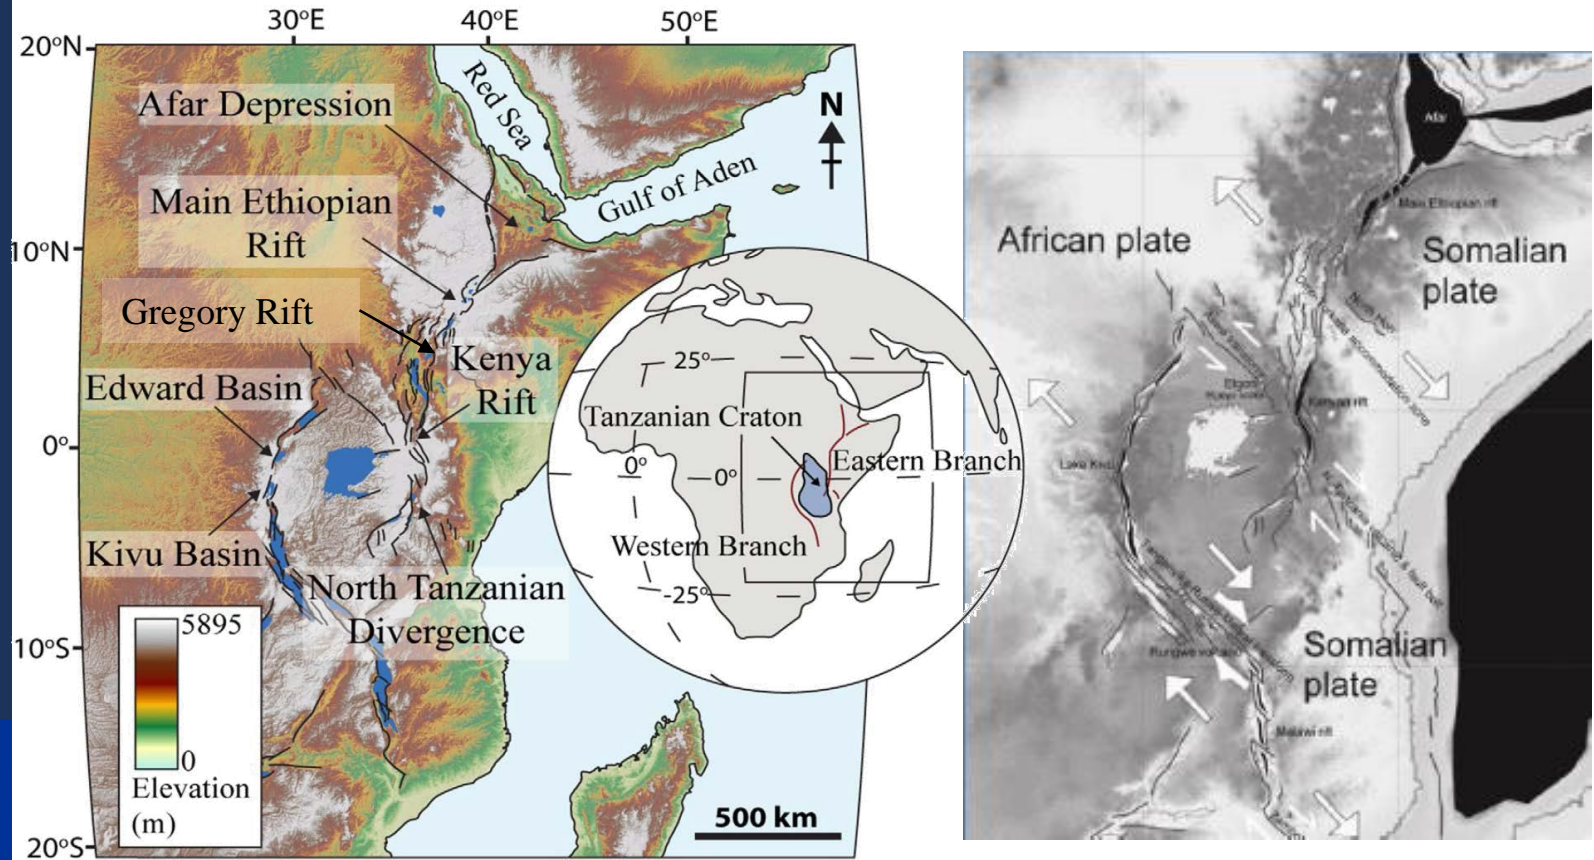 30°E
40°E
50°E
20°N
Red Sea
Afar Depression
N
Gulf of Aden
Main Ethiopian
Rift
10°N
Gregory Rift
Kenya
Rift
Edward Basin
0°
Kivu Basin
North Tanzanian
Divergence
5895
0
Elevation
(m)
10°S
20°S
500 km
25°
Tanzanian Craton
0°
0°
Eastern Branch
Western Branch
-25°
Afar
Main Ethiopian rift
African plate
Somalian
plate
Kenyan rift
Lake Kivu
Rungwe volcano
Somalian
plate
Malawi rift